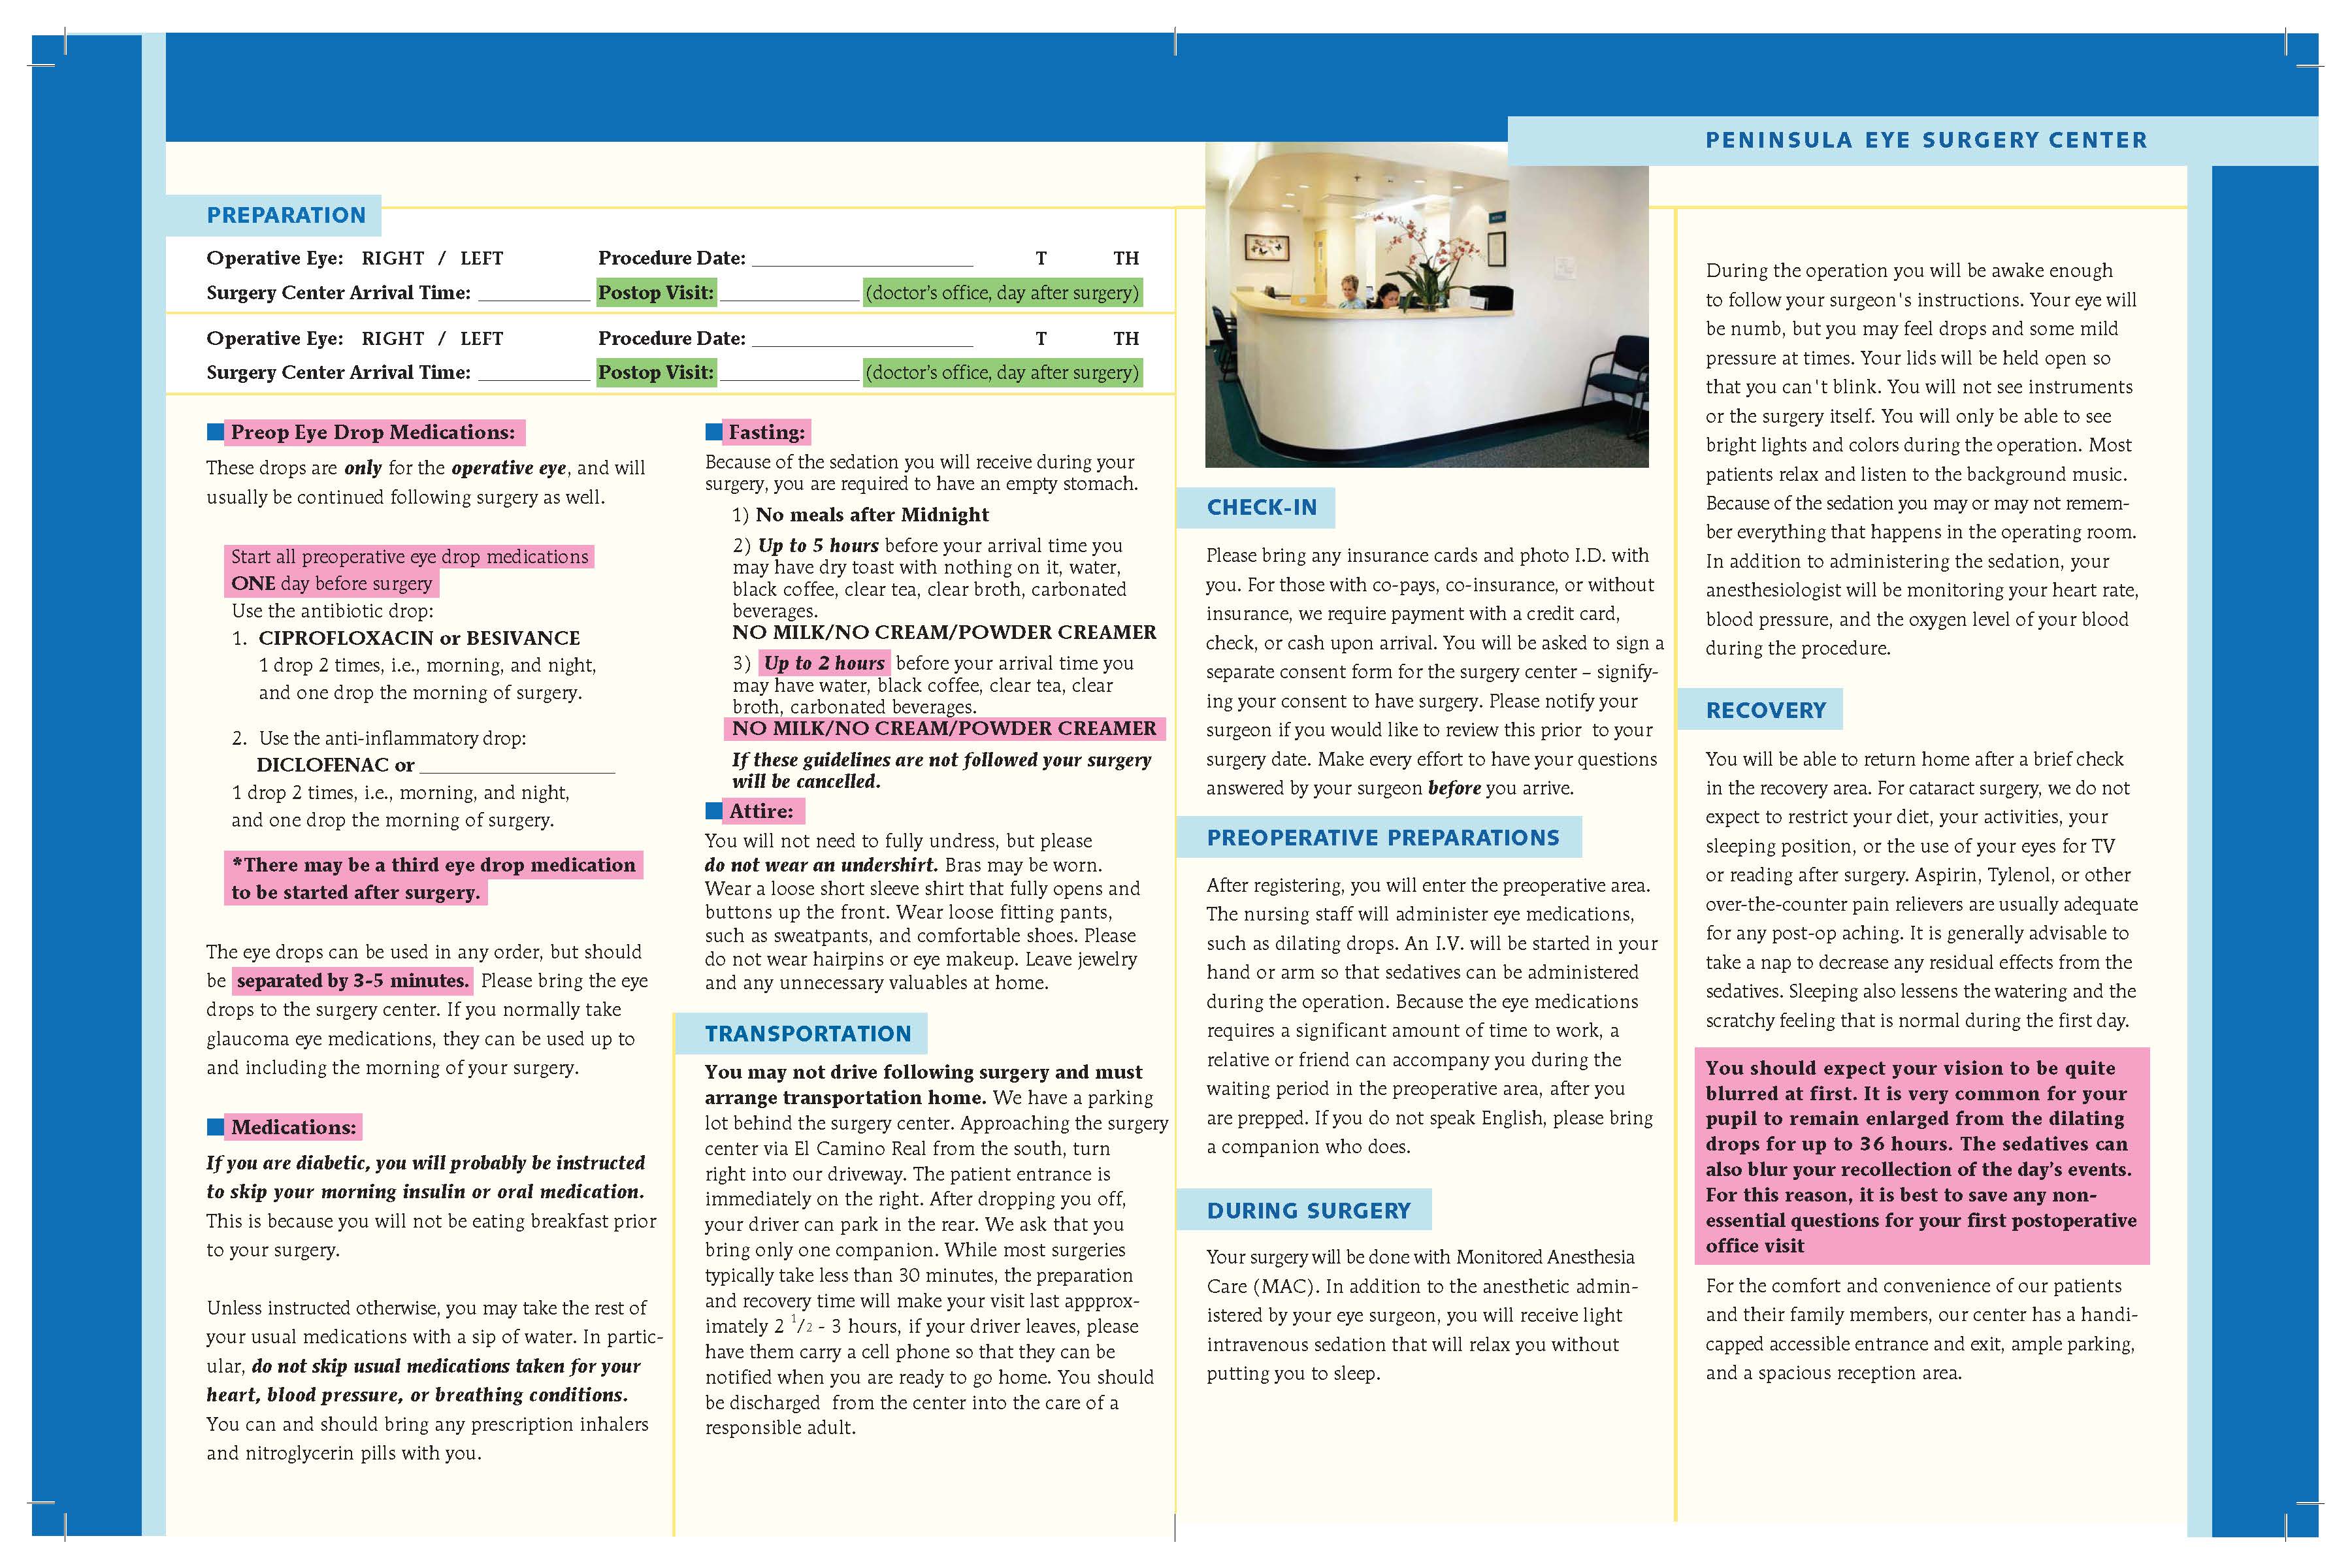 PENINSULA EYE SURGERY CENTER
PREPARATION
Operative Eye: RIGHT / LEFT Procedure Date: ____________ T TH
Surgery Center Arrival Time: ____________ Postop Visit: ____________ (doctor's office, day after surgery)
Operative Eye: RIGHT / LEFT Procedure Date: ____________ T TH
Surgery Center Arrival Time: ____________ Postop Visit: ____________ (doctor's office, day after surgery)
Preop Eye Drop Medications:
These drops are only for the operative eye, and will
usually be continued following surgery as well.
Start all preoperative eye drop medications
ONE day before surgery
Use the antibiotic drop:
1. CIPROFLOXACIN or BESIVANCE
1 drop 2 times, i.e., morning, and night,
and one drop the morning of surgery.
2. Use the anti-inflammatory drop:
DICLOFENAC or ____________
1 drop 2 times, i.e., morning, and night,
and one drop the morning of surgery.
*There may be a third eye drop medication
to be started after surgery.
The eye drops can be used in any order, but should
be separated by 3-5 minutes. Please bring the eye
drops to the surgery center. If you normally take
glaucoma eye medications, they can be used up to
and including the morning of your surgery.
Medications:
If you are diabetic, you will probably be instructed
to skip your morning insulin or oral medication.
This is because you will not be eating breakfast prior
to your surgery.
Unless instructed otherwise, you may take the rest of
your usual medications with a sip of water. In partic-
ular, do not skip usual medications taken for your
heart, blood pressure, or breathing conditions.
You can and should bring any prescription inhalers
and nitroglycerin pills with you.
Fasting:
Because of the sedation you will receive during your
surgery, you are required to have an empty stomach.
1) No meals after Midnight
2) Up to 5 hours before your arrival time you
may have dry toast with nothing on it, water,
black coffee, clear tea, clear broth, carbonated
beverages.
NO MILK/NO CREAM/POWDER CREAMER
3) Up to 2 hours before your arrival time you
may have water, black coffee, clear tea, clear
broth, carbonated beverages.
NO MILK/NO CREAM/POWDER CREAMER
If these guidelines are not followed your surgery
will be cancelled.
Attire:
You will not need to fully undress, but please
do not wear an undershirt. Bras may be worn.
Wear a loose short sleeve shirt that fully opens and
buttons up the front. Wear loose fitting pants,
such as sweatpants, and comfortable shoes. Please
do not wear hairpins or eye makeup. Leave jewelry
and any unnecessary valuables at home.
TRANSPORTATION
You may not drive following surgery and must
arrange transportation home. We have a parking
lot behind the surgery center. Approaching the surgery
center via El Camino Real from the south, turn
right into our driveway. The patient entrance is
immediately on the right. After dropping you off,
your driver can park in the rear. We ask that you
bring only one companion. While most surgeries
typically take less than 30 minutes, the preparation
and recovery time will make your visit last appprox-
imately 2 1/2 - 3 hours, if your driver leaves, please
have them carry a cell phone so that they can be
notified when you are ready to go home. You should
be discharged from the center into the care of a
responsible adult.
CHECK-IN
Please bring any insurance cards and photo I.D. with
you. For those with co-pays, co-insurance, or without
insurance, we require payment with a credit card,
check, or cash upon arrival. You will be asked to sign a
separate consent form for the surgery center – signify-
ing your consent to have surgery. Please notify your
surgeon if you would like to review this prior to your
surgery date. Make every effort to have your questions
answered by your surgeon before you arrive.
PREOPERATIVE PREPARATIONS
After registering, you will enter the preoperative area.
The nursing staff will administer eye medications,
such as dilating drops. An I.V. will be started in your
hand or arm so that sedatives can be administered
during the operation. Because the eye medications
requires a significant amount of time to work, a
relative or friend can accompany you during the
waiting period in the preoperative area, after you
are prepped. If you do not speak English, please bring
a companion who does.
DURING SURGERY
Your surgery will be done with Monitored Anesthesia
Care (MAC). In addition to the anesthetic admin-
istered by your eye surgeon, you will receive light
intravenous sedation that will relax you without
putting you to sleep.
During the operation you will be awake enough
to follow your surgeon's instructions. Your eye will
be numb, but you may feel drops and some mild
pressure at times. Your lids will be held open so
that you can't blink. You will not see instruments
or the surgery itself. You will only be able to see
bright lights and colors during the operation. Most
patients relax and listen to the background music.
Because of the sedation you may or may not remem-
ber everything that happens in the operating room.
In addition to administering the sedation, your
anesthesiologist will be monitoring your heart rate,
blood pressure, and the oxygen level of your blood
during the procedure.
RECOVERY
You will be able to return home after a brief check
in the recovery area. For cataract surgery, we do not
expect to restrict your diet, your activities, your
sleeping position, or the use of your eyes for TV
or reading after surgery. Aspirin, Tylenol, or other
over-the-counter pain relievers are usually adequate
for any post-op aching. It is generally advisable to
take a nap to decrease any residual effects from the
sedatives. Sleeping also lessens the watering and the
scratchy feeling that is normal during the first day.
You should expect your vision to be quite
blurred at first. It is very common for your
pupil to remain enlarged from the dilating
drops for up to 36 hours. The sedatives can
also blur your recollection of the day's events.
For this reason, it is best to save any non-
essential questions for your first postoperative
office visit
For the comfort and convenience of our patients
and their family members, our center has a handi-
capped accessible entrance and exit, ample parking,
and a spacious reception area.